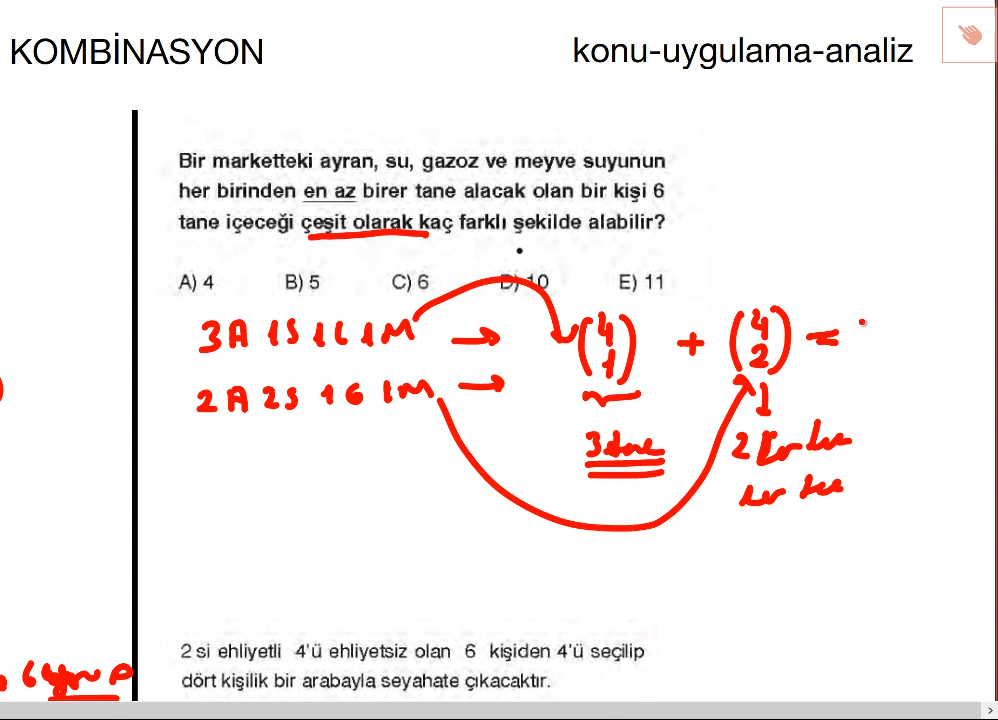 KOMBİNASYON
konu-uygulama-analiz
Bir marketteki ayran, su, gazoz ve meyve suyunun
her birinden en az birer tane alacak olan bir kişi 6
tane içeceği çeşit olarak kaç farklı şekilde alabilir?
A) 4 B) 5 C) 6 D) 10 E) 11
3A 1S 1G 1M → (4 1) + (4 2) =
2A 2S 1G 1M →
3 tane
2
2 si ehliyetli 4'ü ehliyetsiz olan 6 kişiden 4'ü seçilip
dört kişilik bir arabayla seyahate çıkacaktır.
6